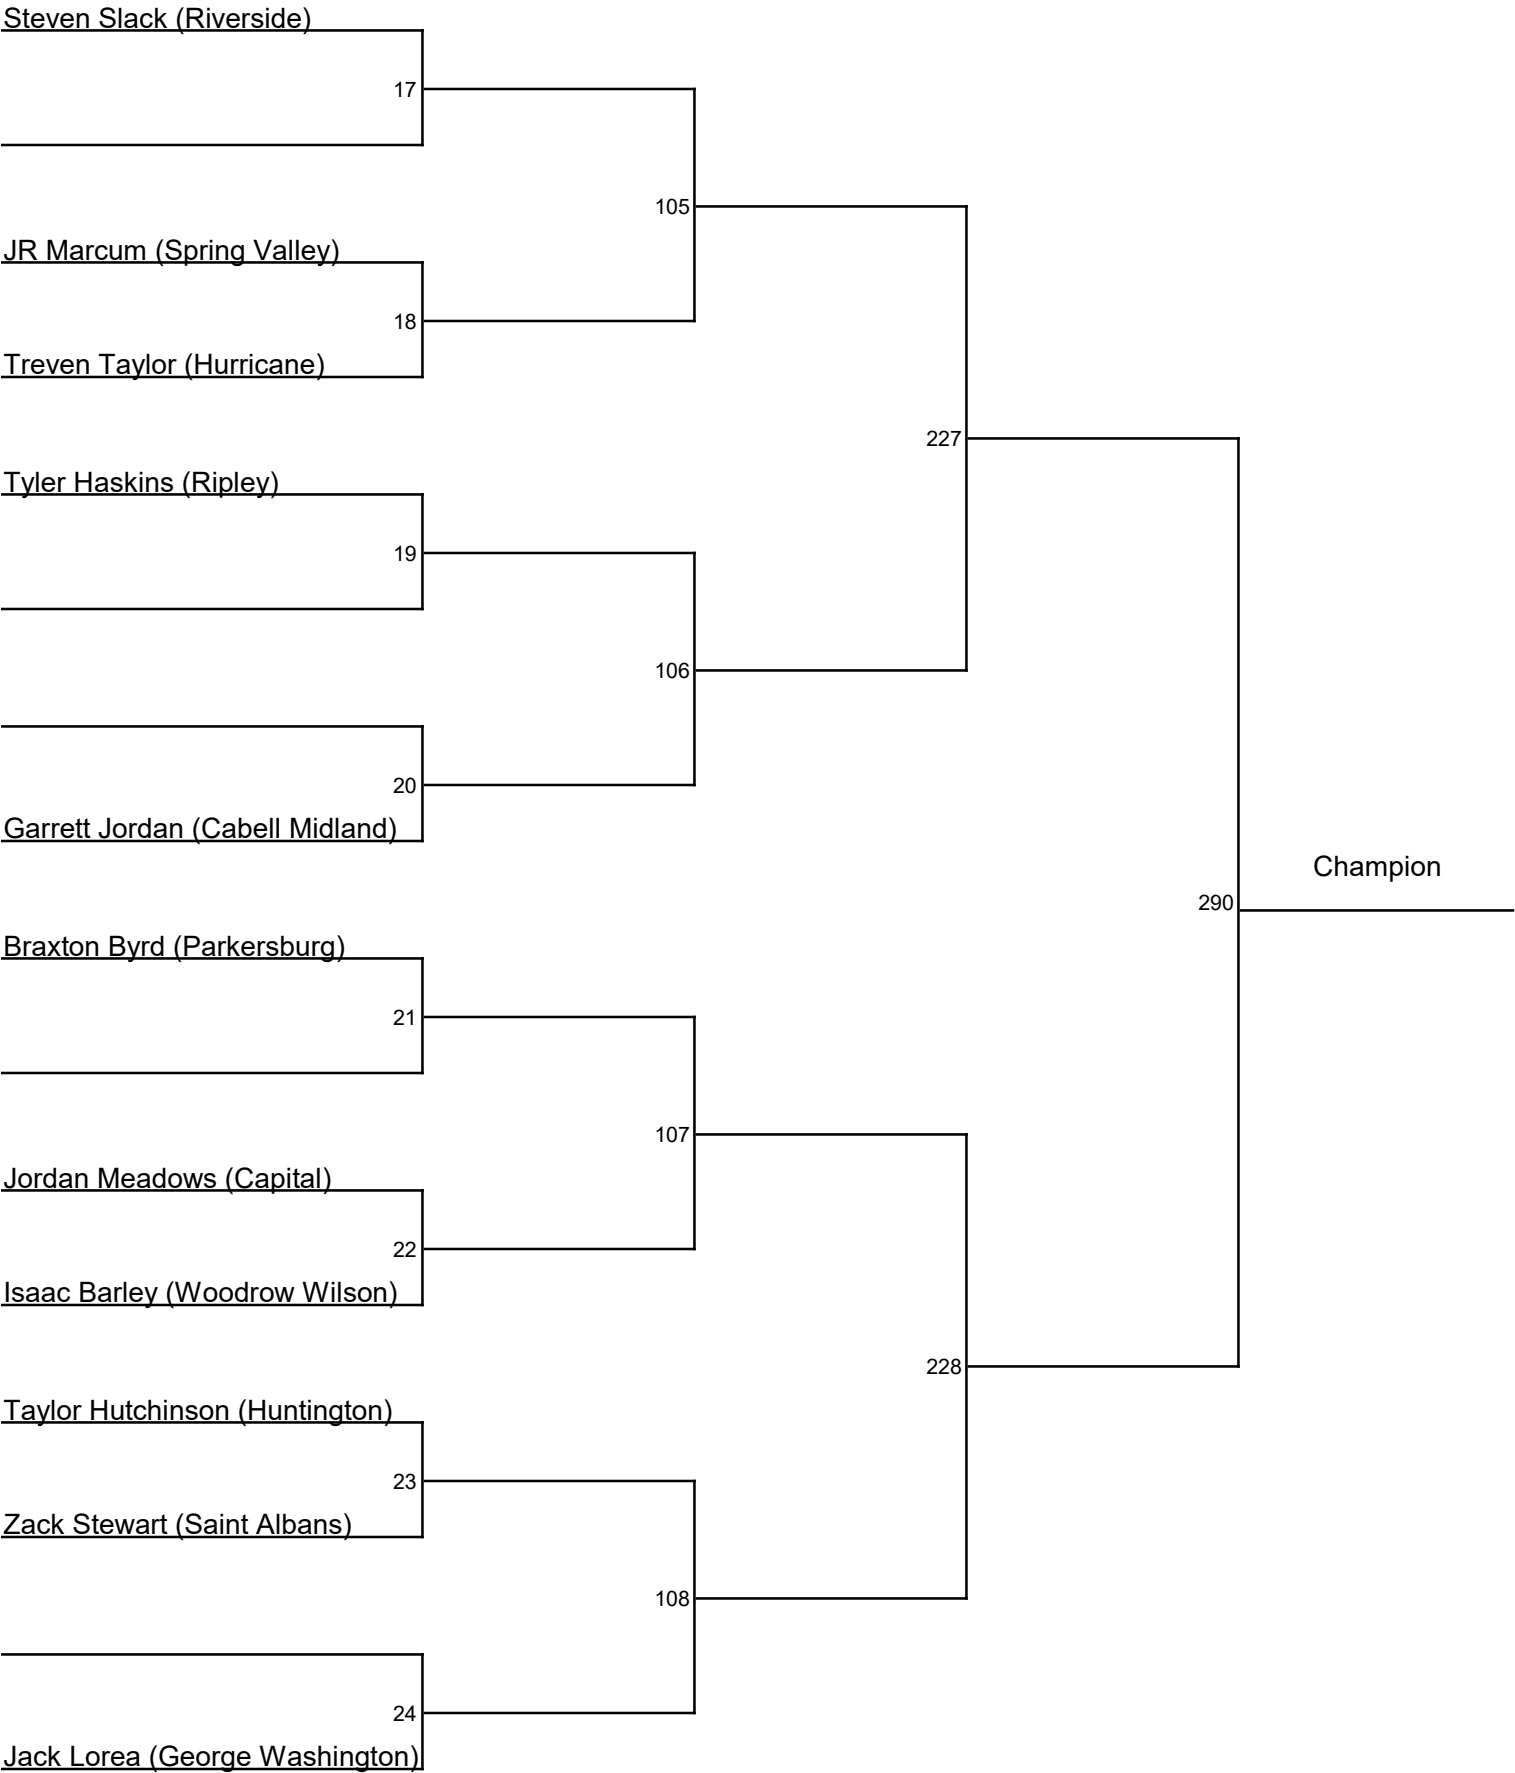 Steven Slack (Riverside)
17
105
JR Marcum (Spring Valley)
18
Treven Taylor (Hurricane)
227
Tyler Haskins (Ripley)
19
106
20
Garrett Jordan (Cabell Midland)
Champion
290
Braxton Byrd (Parkersburg)
21
107
Jordan Meadows (Capital)
22
Isaac Barley (Woodrow Wilson)
228
Taylor Hutchinson (Huntington)
23
Zack Stewart (Saint Albans)
108
24
Jack Lorea (George Washington)